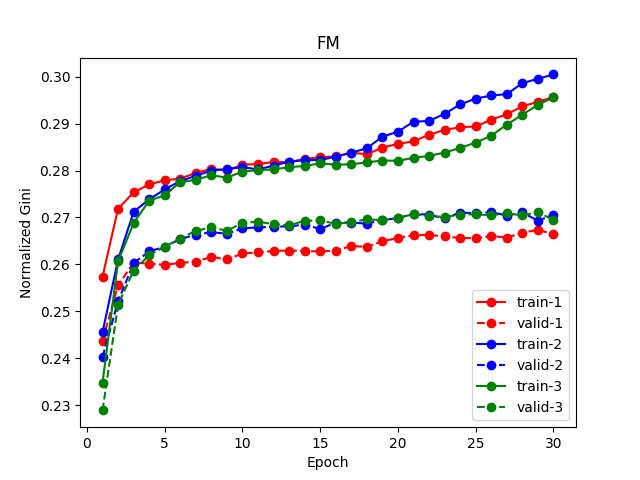 FM
Normalized Gini
0.30
0.29
0.28
0.27
0.26
0.25
0.24
0.23
train-1
valid-1
train-2
valid-2
train-3
valid-3
0 5 10 15 20 25 30
Epoch